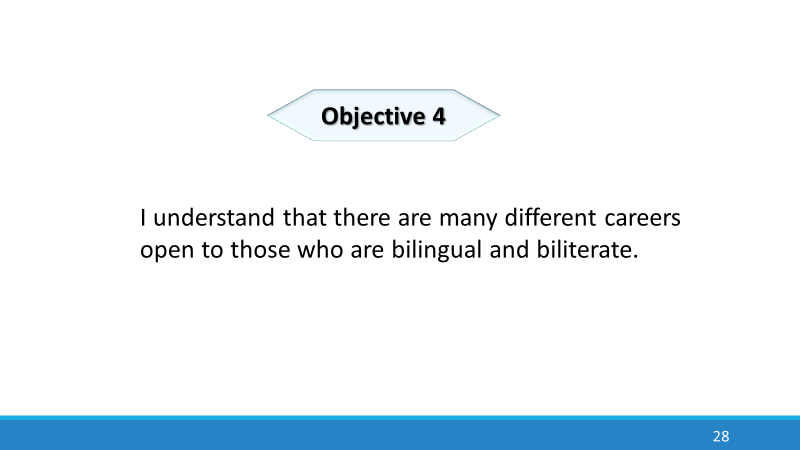 Objective 4
I understand that there are many different careers
open to those who are bilingual and biliterate.
28